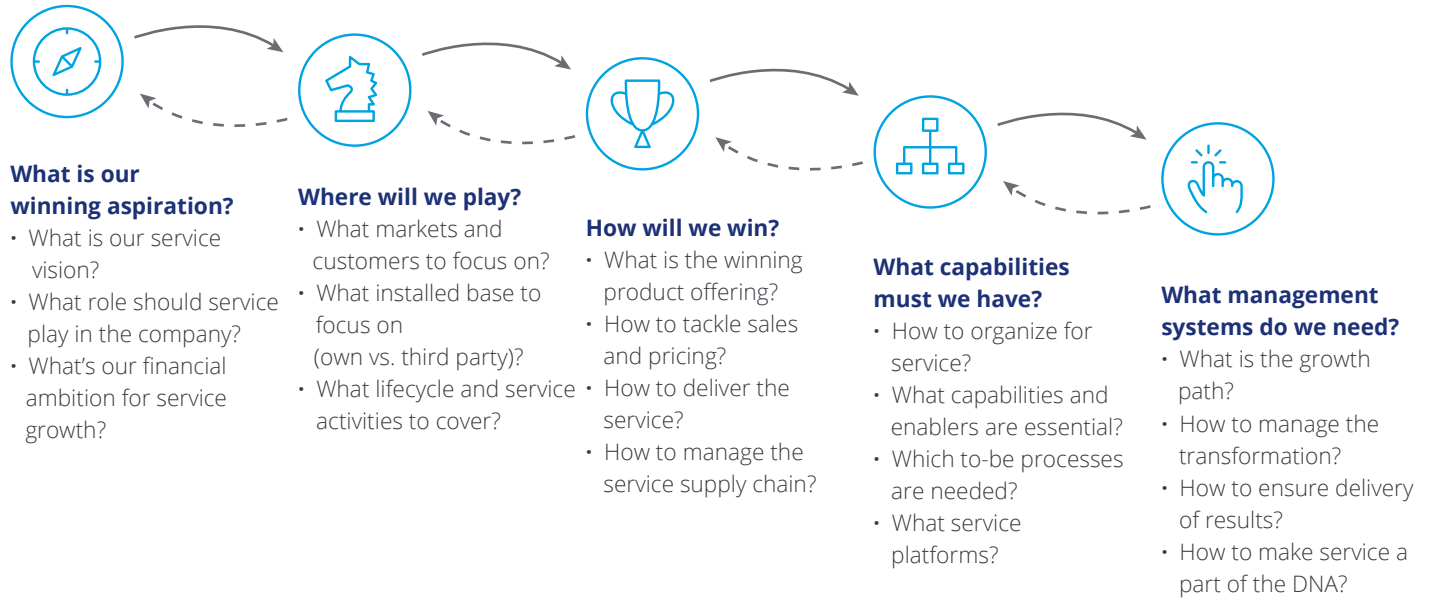 What is our
winning aspiration?
• What is our service
vision?
• What role should service
play in the company?
• What’s our financial
ambition for service
growth?
Where will we play?
• What markets and
customers to focus on?
• What installed base to
focus on
(own vs. third party)?
• What lifecycle and service
activities to cover?
How will we win?
• What is the winning
product offering?
• How to tackle sales
and pricing?
• How to deliver the
service?
• How to manage the
service supply chain?
What capabilities
must we have?
• How to organize for
service?
• What capabilities and
enablers are essential?
• Which to-be processes
are needed?
• What service
platforms?
What management
systems do we need?
• What is the growth
path?
• How to manage the
transformation?
• How to ensure delivery
of results?
• How to make service a
part of the DNA?